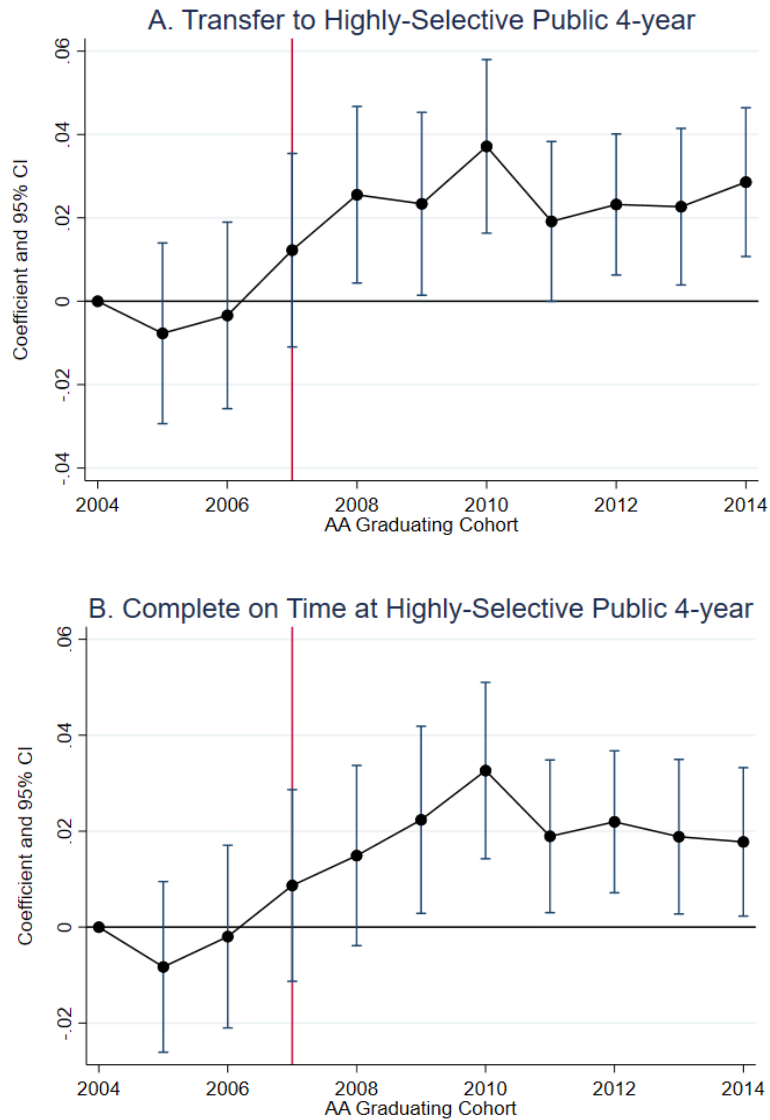 A. Transfer to Highly-Selective Public 4-year
Coefficient and 95% CI
.06
.04
.02
0
-.02
-.04
2004 2006 2008 2010 2012 2014
AA Graduating Cohort
B. Complete on Time at Highly-Selective Public 4-year
Coefficient and 95% CI
.06
.04
.02
0
-.02
2004 2006 2008 2010 2012 2014
AA Graduating Cohort